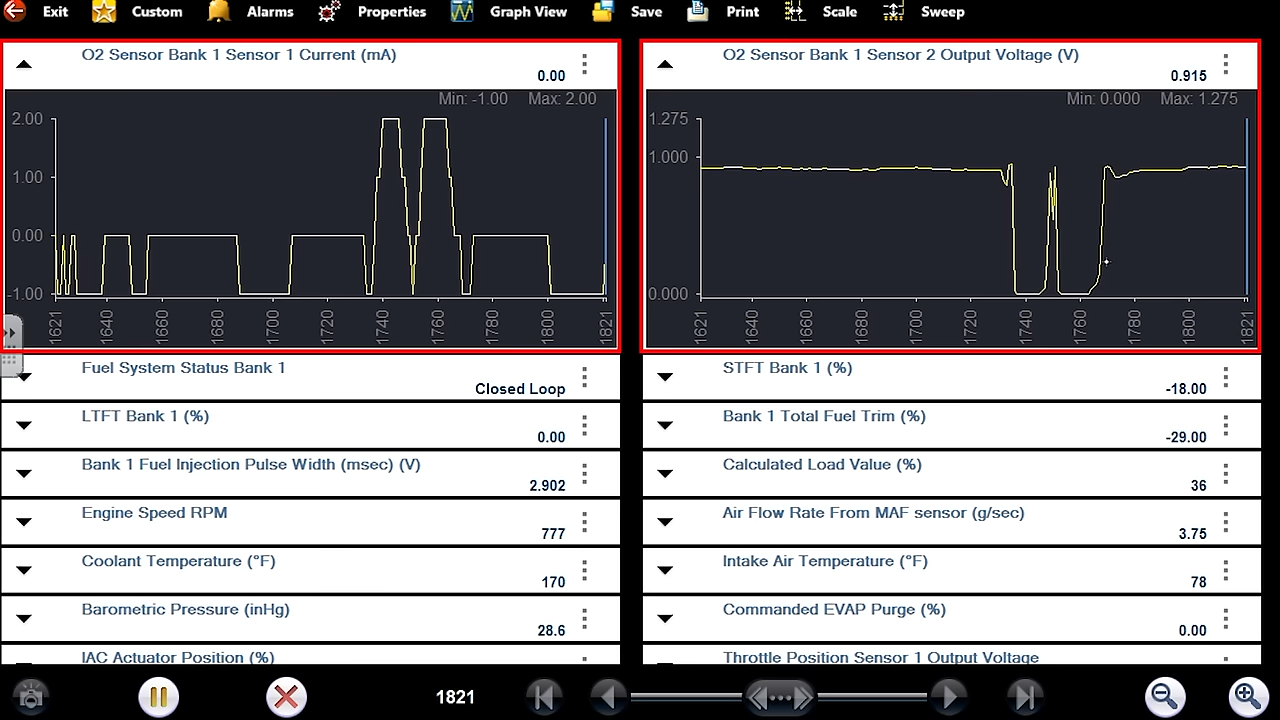 Exit Custom Alarms Properties Graph View Save Print Scale Sweep
O2 Sensor Bank 1 Sensor 1 Current (mA)
0.00
Min: -1.00 Max: 2.00
2.00
1.00
0.00
-1.00
1621 1640 1660 1680 1700 1720 1740 1760 1780 1800 1821
O2 Sensor Bank 1 Sensor 2 Output Voltage (V)
0.915
Min: 0.000 Max: 1.275
1.275
1.000
0.000
1621 1640 1660 1680 1700 1720 1740 1760 1780 1800 1821
Fuel System Status Bank 1
Closed Loop
STFT Bank 1 (%)
-18.00
LTFT Bank 1 (%)
0.00
Bank 1 Total Fuel Trim (%)
-29.00
Bank 1 Fuel Injection Pulse Width (msec) (V)
2.902
Calculated Load Value (%)
36
Engine Speed RPM
777
Air Flow Rate From MAF sensor (g/sec)
3.75
Coolant Temperature (°F)
170
Intake Air Temperature (°F)
78
Barometric Pressure (inHg)
28.6
Commanded EVAP Purge (%)
0.00
IAC Actuator Position (%)
Throttle Position Sensor 1 Output Voltage
1821